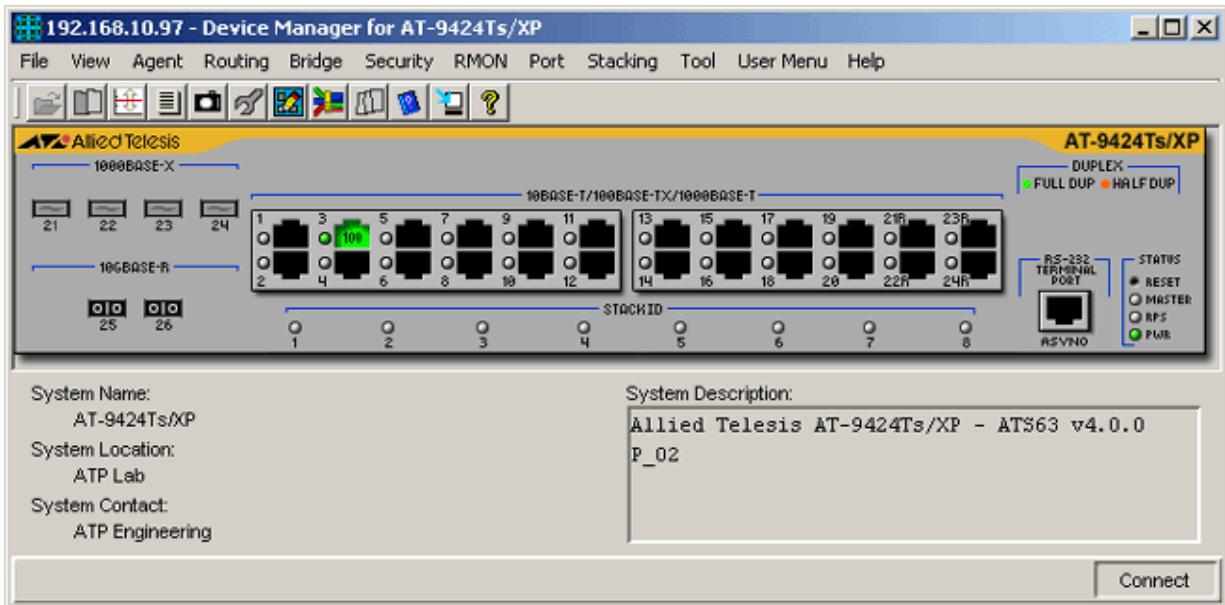 192.168.10.97 - Device Manager for AT-9424Ts/XP
File View Agent Routing Bridge Security RMON Port Stacking Tool User Menu Help
Allied Telesis
AT-9424Ts/XP
1000BASE-X
DUPLEX
FULL DUP HALF DUP
10BASE-T/100BASE-TX/1000BASE-T
21 22 23 24
1 3 5 7 9 11 13 15 17 19 21R 23R
100
2 4 6 8 10 12 14 16 18 20 22R 24R
10GBASE-R
25 26
STACK ID
1 2 3 4 5 6 7 8
RS-232
TERMINAL
PORT
ASYNO
STATUS
RESET
MASTER
RPS
PWR
System Name:
AT-9424Ts/XP
System Location:
ATP Lab
System Contact:
ATP Engineering
System Description:
Allied Telesis AT-9424Ts/XP - ATS63 v4.0.0
P_02
Connect